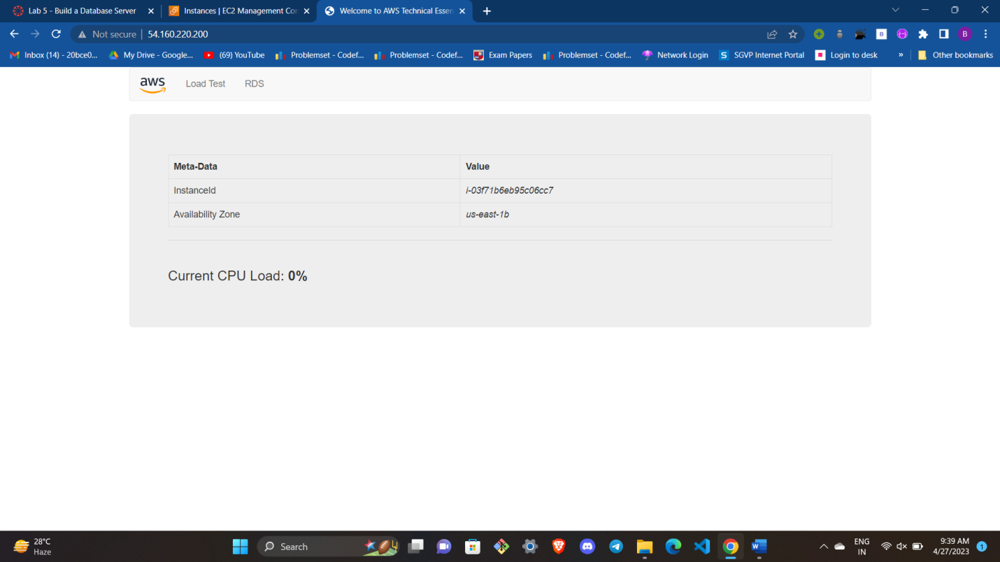 Lab 5 - Build a Database Server
Instances | EC2 Management Con
Welcome to AWS Technical Essen
Not secure
54.160.220.200
B
B
Inbox (14) - 20bce0...
My Drive - Google...
(69) YouTube
Problemset - Codef...
Problemset - Codef...
Exam Papers
Problemset - Codef...
Network Login
S
SGVP Internet Portal
Login to desk
»
Other bookmarks
aws
Load Test
RDS
Meta-Data
Value
InstanceId
i-03f71b6eb95c06cc7
Availability Zone
us-east-1b
Current CPU Load: 0%
28°C
Haze
Search
ENG
IN
9:39 AM
4/27/2023
1